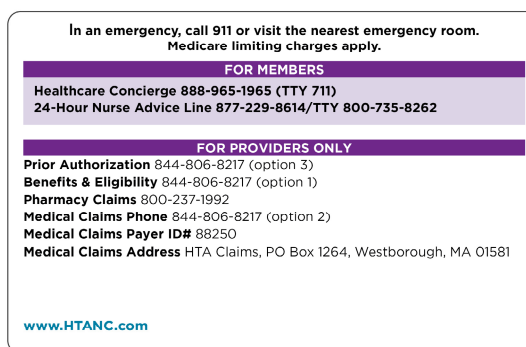 In an emergency, call 911 or visit the nearest emergency room.
Medicare limiting charges apply.
FOR MEMBERS
Healthcare Concierge 888-965-1965 (TTY 711)
24-Hour Nurse Advice Line 877-229-8614/TTY 800-735-8262
FOR PROVIDERS ONLY
Prior Authorization 844-806-8217 (option 3)
Benefits & Eligibility 844-806-8217 (option 1)
Pharmacy Claims 800-237-1992
Medical Claims Phone 844-806-8217 (option 2)
Medical Claims Payer ID# 88250
Medical Claims Address HTA Claims, PO Box 1264, Westborough, MA 01581
www.HTANC.com